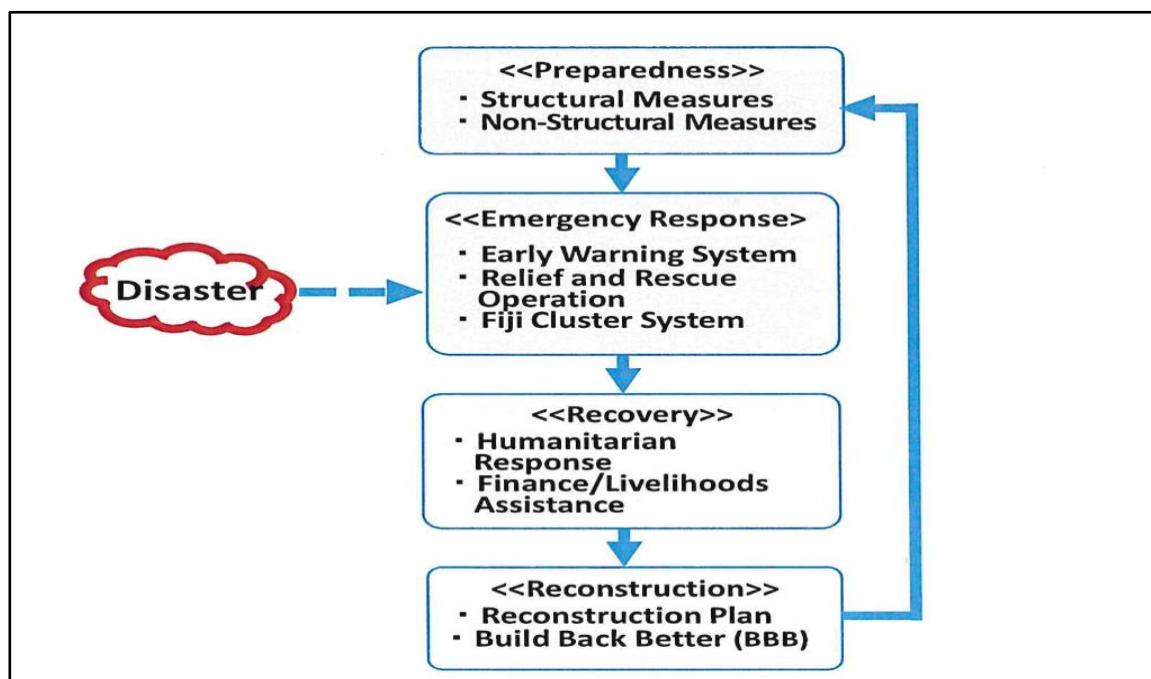 <<Preparedness>>
· Structural Measures
· Non-Structural Measures
<<Emergency Response>
· Early Warning System
· Relief and Rescue
Operation
· Fiji Cluster System
Disaster
<<Recovery>>
· Humanitarian
Response
· Finance/Livelihoods
Assistance
<<Reconstruction>>
· Reconstruction Plan
· Build Back Better (BBB)